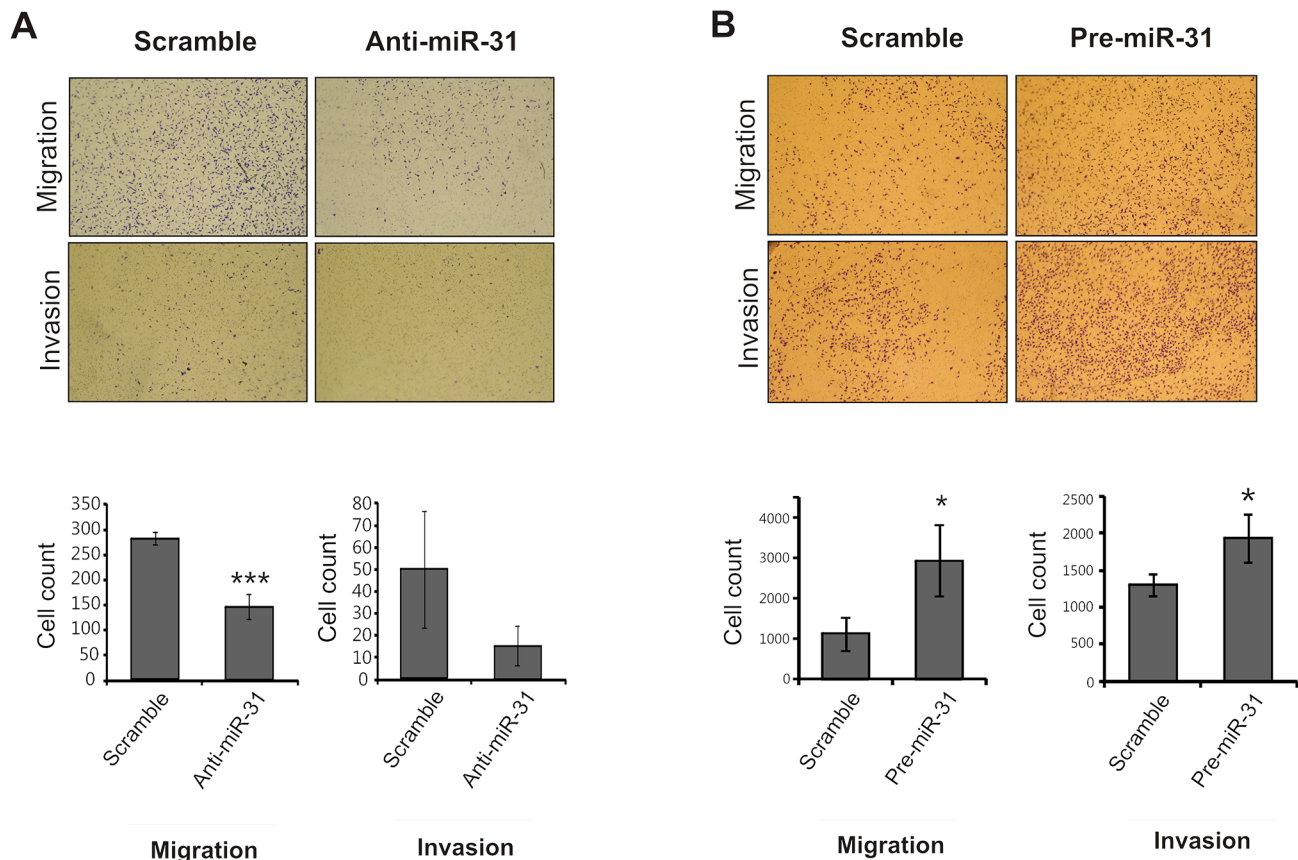 A
Scramble
Anti-miR-31
Migration
Invasion
350
300
250
200
150
100
50
0
Cell count
***
Scramble
Anti-miR-31
Migration
80
70
60
50
40
30
20
10
0
Cell count
Scramble
Anti-miR-31
Invasion
B
Scramble
Pre-miR-31
Migration
Invasion
4000
3000
2000
1000
0
Cell count
*
Scramble
Pre-miR-31
Migration
2500
2000
1500
1000
500
0
Cell count
*
Scramble
Pre-miR-31
Invasion